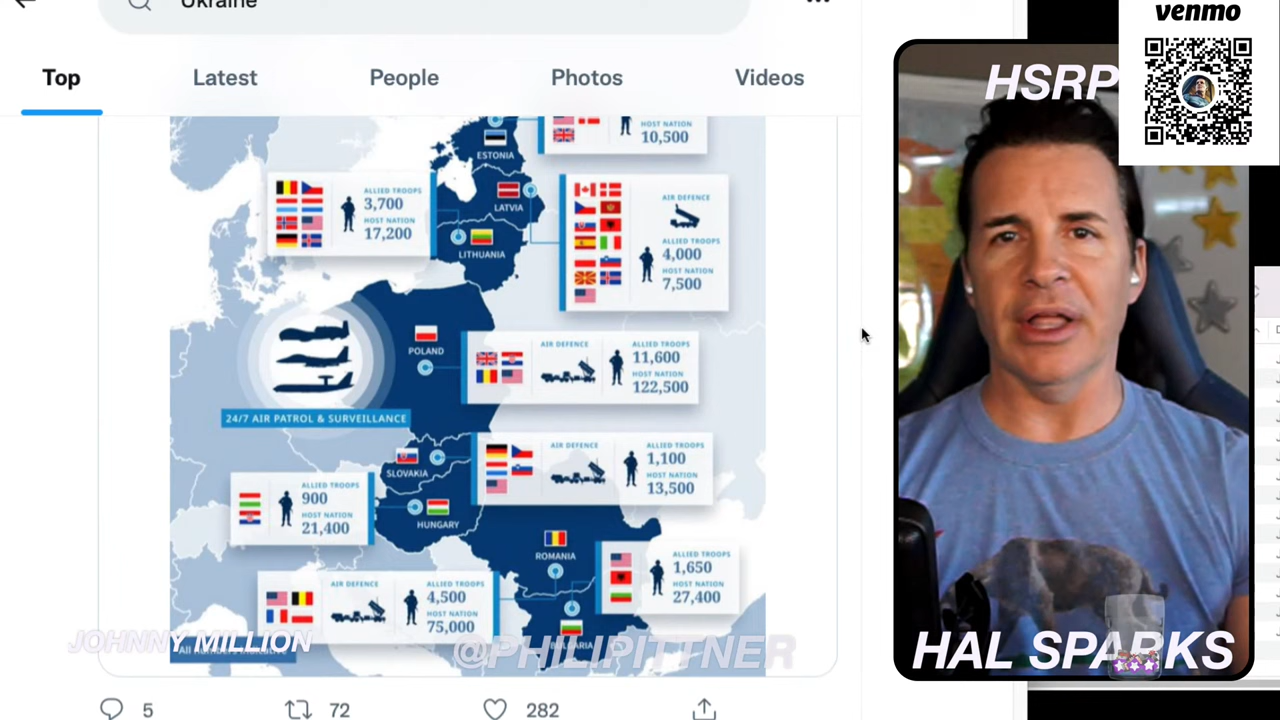 Ukraine
venmo
Top
Latest
People
Photos
Videos
HSRP
10,500
ESTONIA
ALLIED TROOPS
3,700
HOST NATION
17,200
LATVIA
LITHUANIA
AIR DEFENCE
ALLIED TROOPS
4,000
HOST NATION
7,500
POLAND
AIR DEFENCE
ALLIED TROOPS
11,600
HOST NATION
122,500
24/7 AIR PATROL & SURVEILLANCE
SLOVAKIA
AIR DEFENCE
ALLIED TROOPS
1,100
HOST NATION
13,500
ALLIED TROOPS
900
HOST NATION
21,400
HUNGARY
ROMANIA
ALLIED TROOPS
1,650
HOST NATION
27,400
AIR DEFENCE
ALLIED TROOPS
4,500
HOST NATION
75,000
BULGARIA
All numbers indicative
JOHNNY MILLION
@PHILIPITTNER
HAL SPARKS
5
72
282